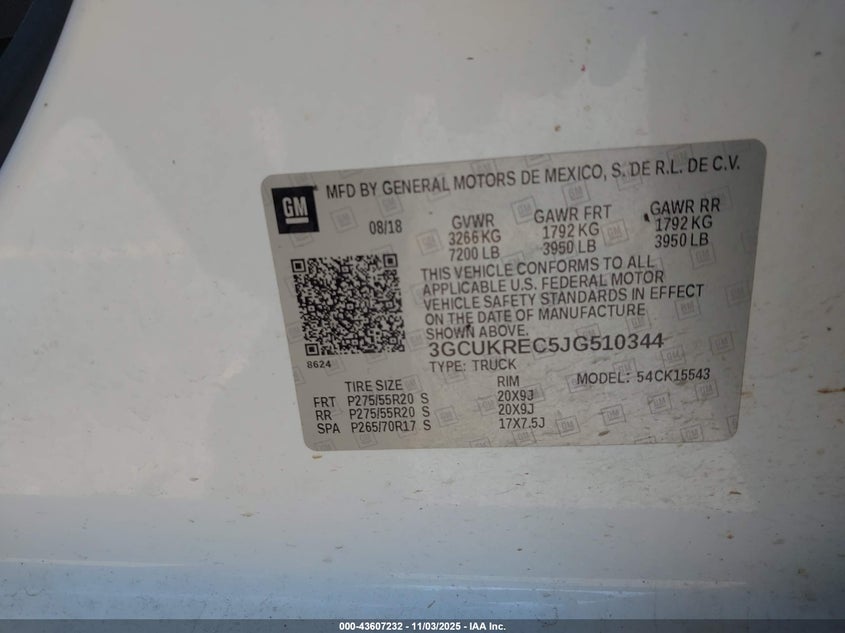 GM
MFD BY GENERAL MOTORS DE MEXICO, S. DE R.L. DE C.V.
08/18
GVWR GAWR FRT GAWR RR
3266 KG 1792 KG 1792 KG
7200 LB 3950 LB 3950 LB
THIS VEHICLE CONFORMS TO ALL
APPLICABLE U.S. FEDERAL MOTOR
VEHICLE SAFETY STANDARDS IN EFFECT
ON THE DATE OF MANUFACTURE
SHOWN ABOVE.
3GCUKREC5JG510344
8624
TYPE: TRUCK MODEL: 54CK15543
TIRE SIZE RIM
FRT P275/55R20 S 20X9J
RR P275/55R20 S 20X9J
SPA P265/70R17 S 17X7.5J
000-43607232 - 11/03/2025 - IAA Inc.